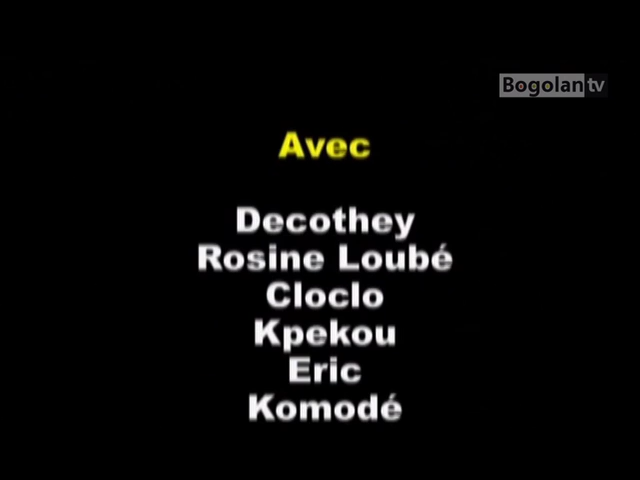 Bogolan tv
Avec
Decothey
Rosine Loubé
Cloclo
Kpekou
Eric
Komodé